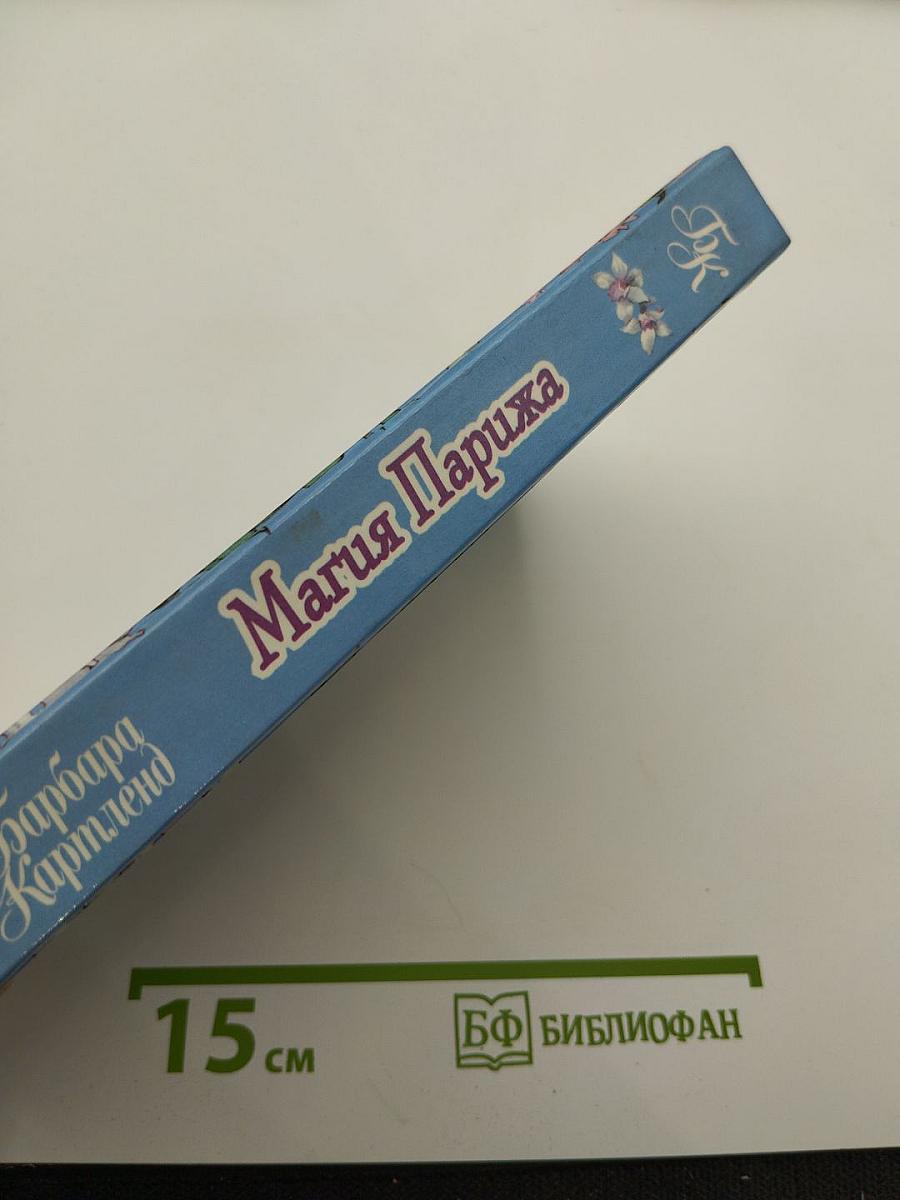 Барбара
Картленд
Магия Парижа
БК
15 см
БФ БИБЛИОФАН